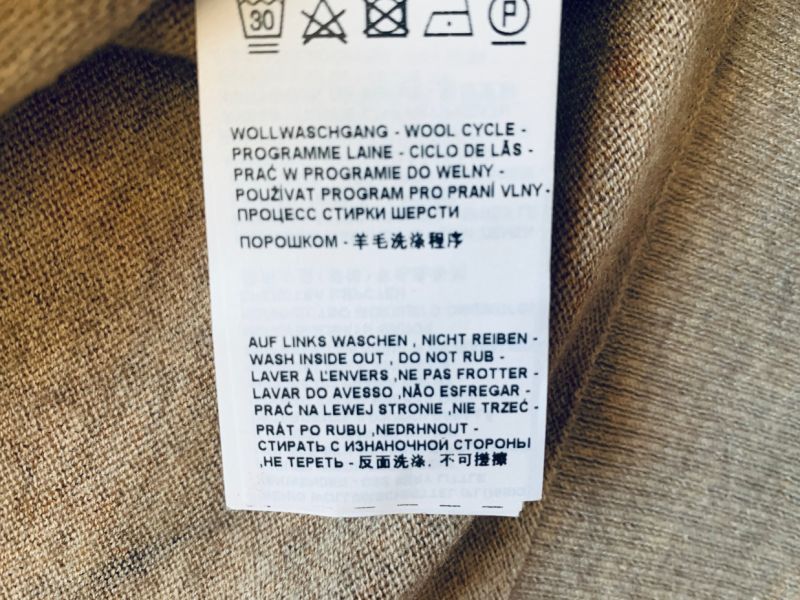 30
P
WOLLWASCHGANG - WOOL CYCLE -
PROGRAMME LAINE - CICLO DE LÃS -
PRAĆ W PROGRAMIE DO WELNY -
POUŽÍVAT PROGRAM PRO PRANÍ VLNY -
ПРОЦЕСС СТИРКИ ШЕРСТИ
ПОРОШКОМ - 羊毛洗涤程序
AUF LINKS WASCHEN , NICHT REIBEN -
WASH INSIDE OUT , DO NOT RUB -
LAVER À L'ENVERS ,NE PAS FROTTER -
LAVAR DO AVESSO ,NÃO ESFREGAR -
PRAĆ NA LEWEJ STRONIE ,NIE TRZEĆ -
PRÁT PO RUBU ,NEDRHNOUT -
СТИРАТЬ С ИЗНАНОЧНОЙ СТОРОНЫ
,НЕ ТЕРЕТЬ - 反面洗涤, 不可搓擦